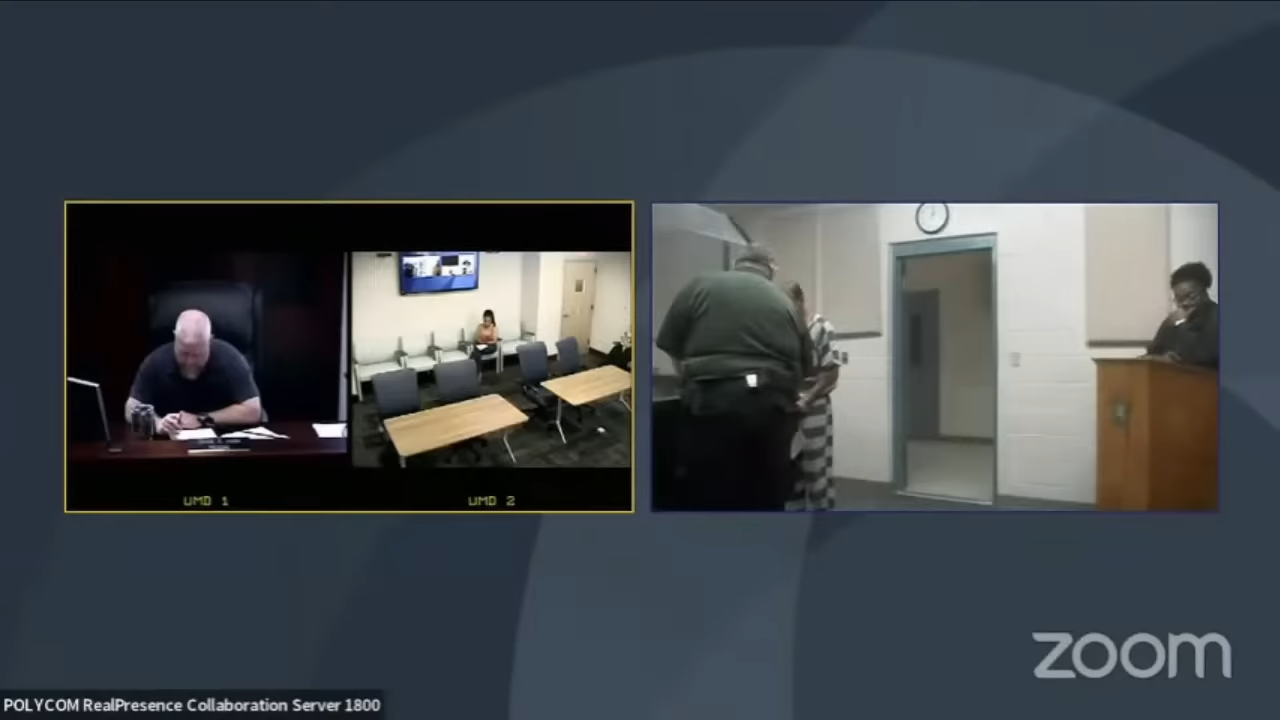 UMD 1
UMD 2
zoom
POLYCOM RealPresence Collaboration Server 1800